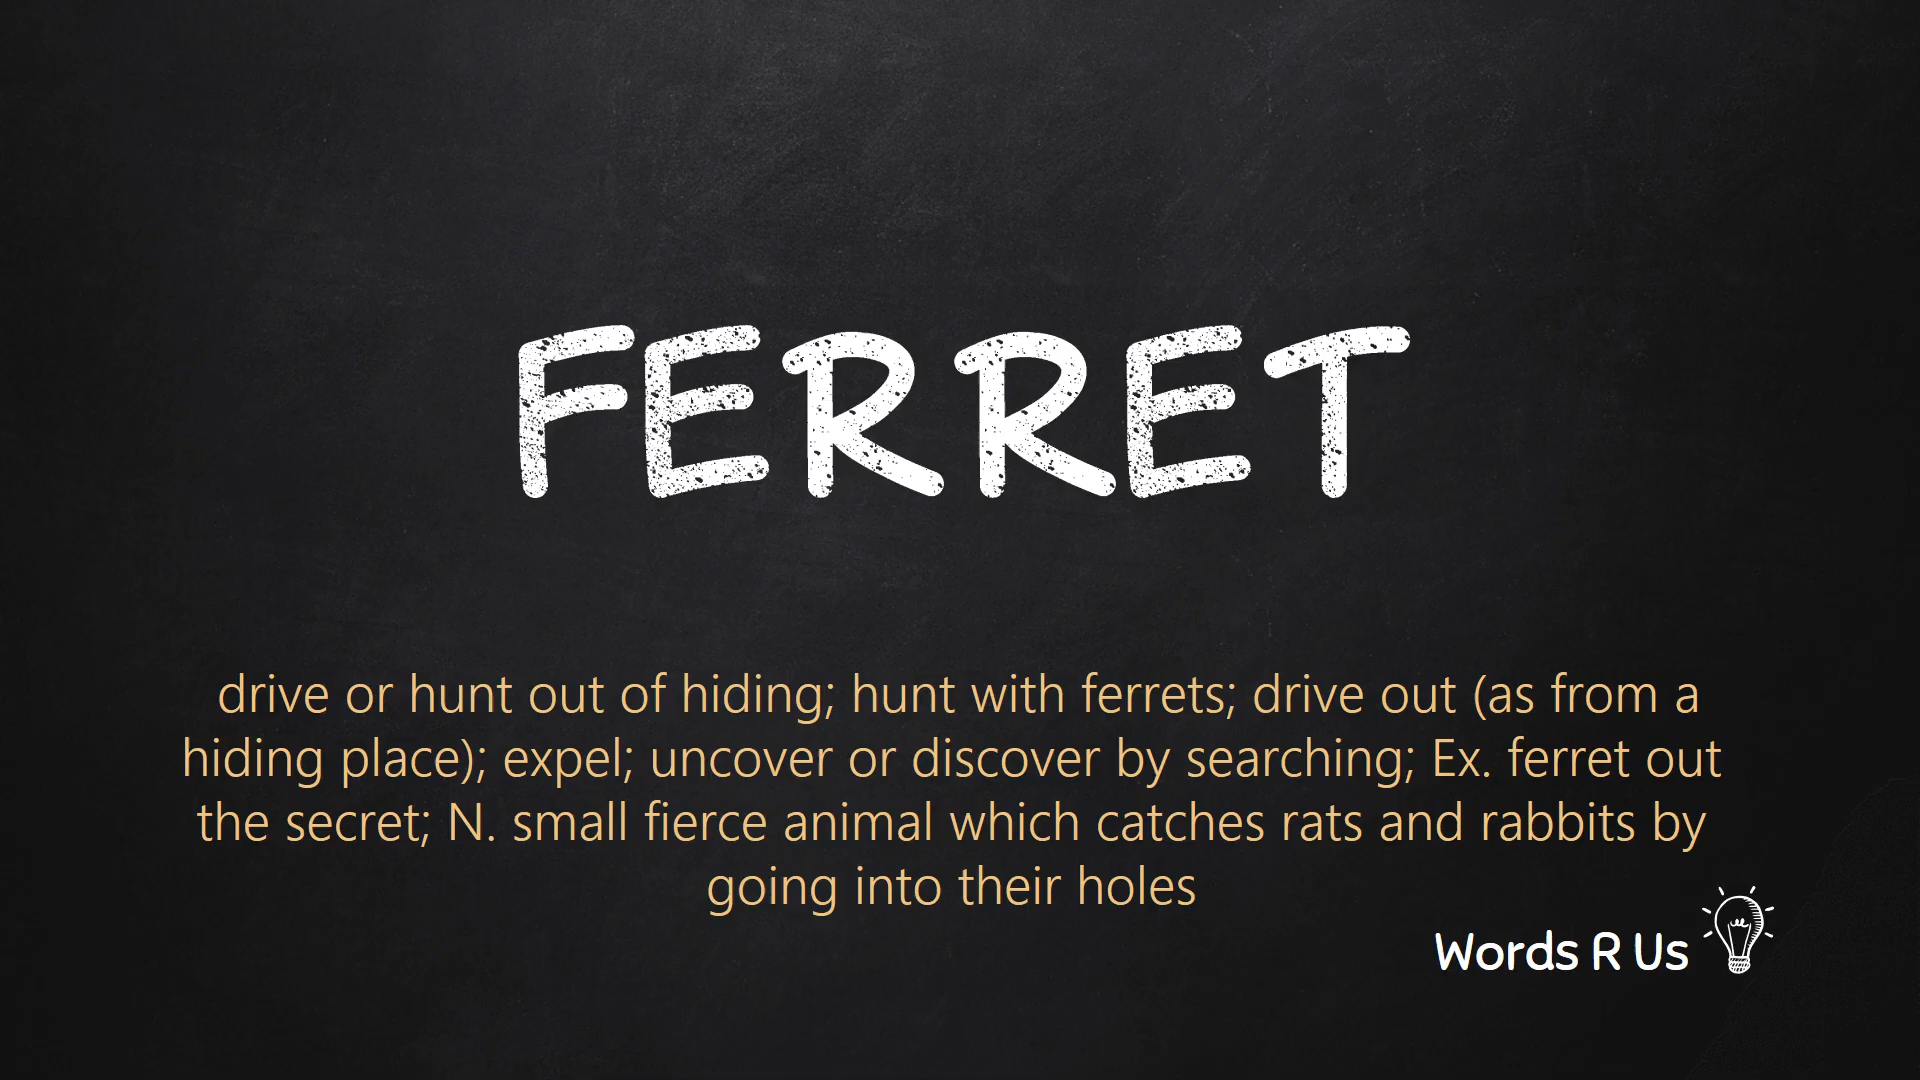 FERRET
drive or hunt out of hiding; hunt with ferrets; drive out (as from a
hiding place); expel; uncover or discover by searching; Ex. ferret out
the secret; N. small fierce animal which catches rats and rabbits by
going into their holes
Words R Us